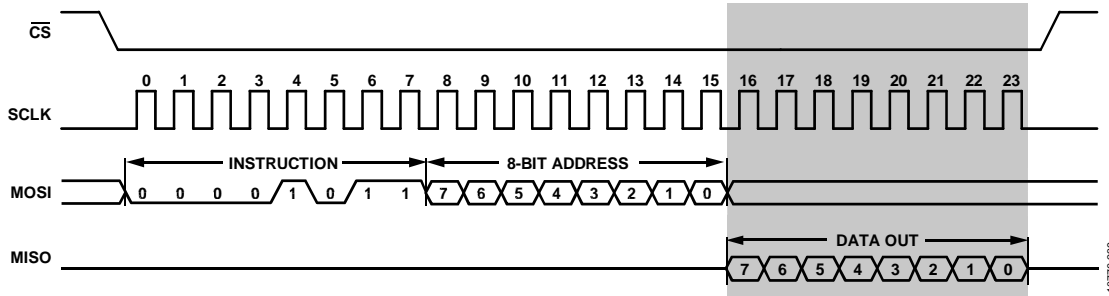 CS
0 1 2 3 4 5 6 7 8 9 10 11 12 13 14 15 16 17 18 19 20 21 22 23
SCLK
INSTRUCTION 8-BIT ADDRESS
MOSI 0 0 0 0 1 0 1 1 7 6 5 4 3 2 1 0
DATA OUT
MISO
7 6 5 4 3 2 1 0